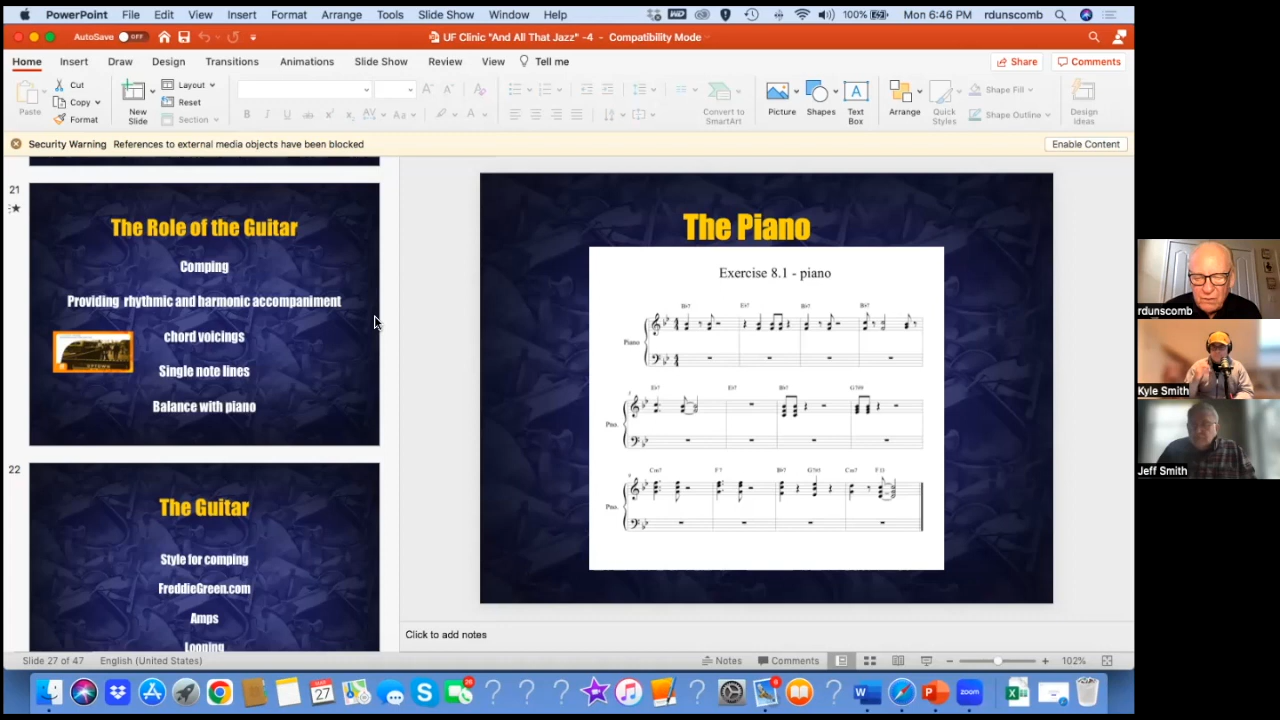 PowerPoint File Edit View Insert Format Arrange Tools Slide Show Window Help 100% Mon 6:46 PM rdunscomb
AutoSave OFF UF Clinic "And All That Jazz" -4 - Compatibility Mode
Home Insert Draw Design Transitions Animations Slide Show Review View Tell me Share Comments
Paste Cut Copy Format New Slide Layout Reset Section Convert to SmartArt Picture Shapes Text Box Arrange Quick Styles Shape Fill Shape Outline Design Ideas
Security Warning References to external media objects have been blocked Enable Content
21
The Role of the Guitar
Comping
Providing rhythmic and harmonic accompaniment
chord voicings
Single note lines
Balance with piano
22
The Guitar
Style for comping
FreddieGreen.com
Amps
Looping
The Piano
Exercise 8.1 - piano
Piano
Pno.
Pno.
Click to add notes
Slide 27 of 47 English (United States) Notes Comments 102%
MAR
27
zoom
rdunscomb
Kyle Smith
Jeff Smith